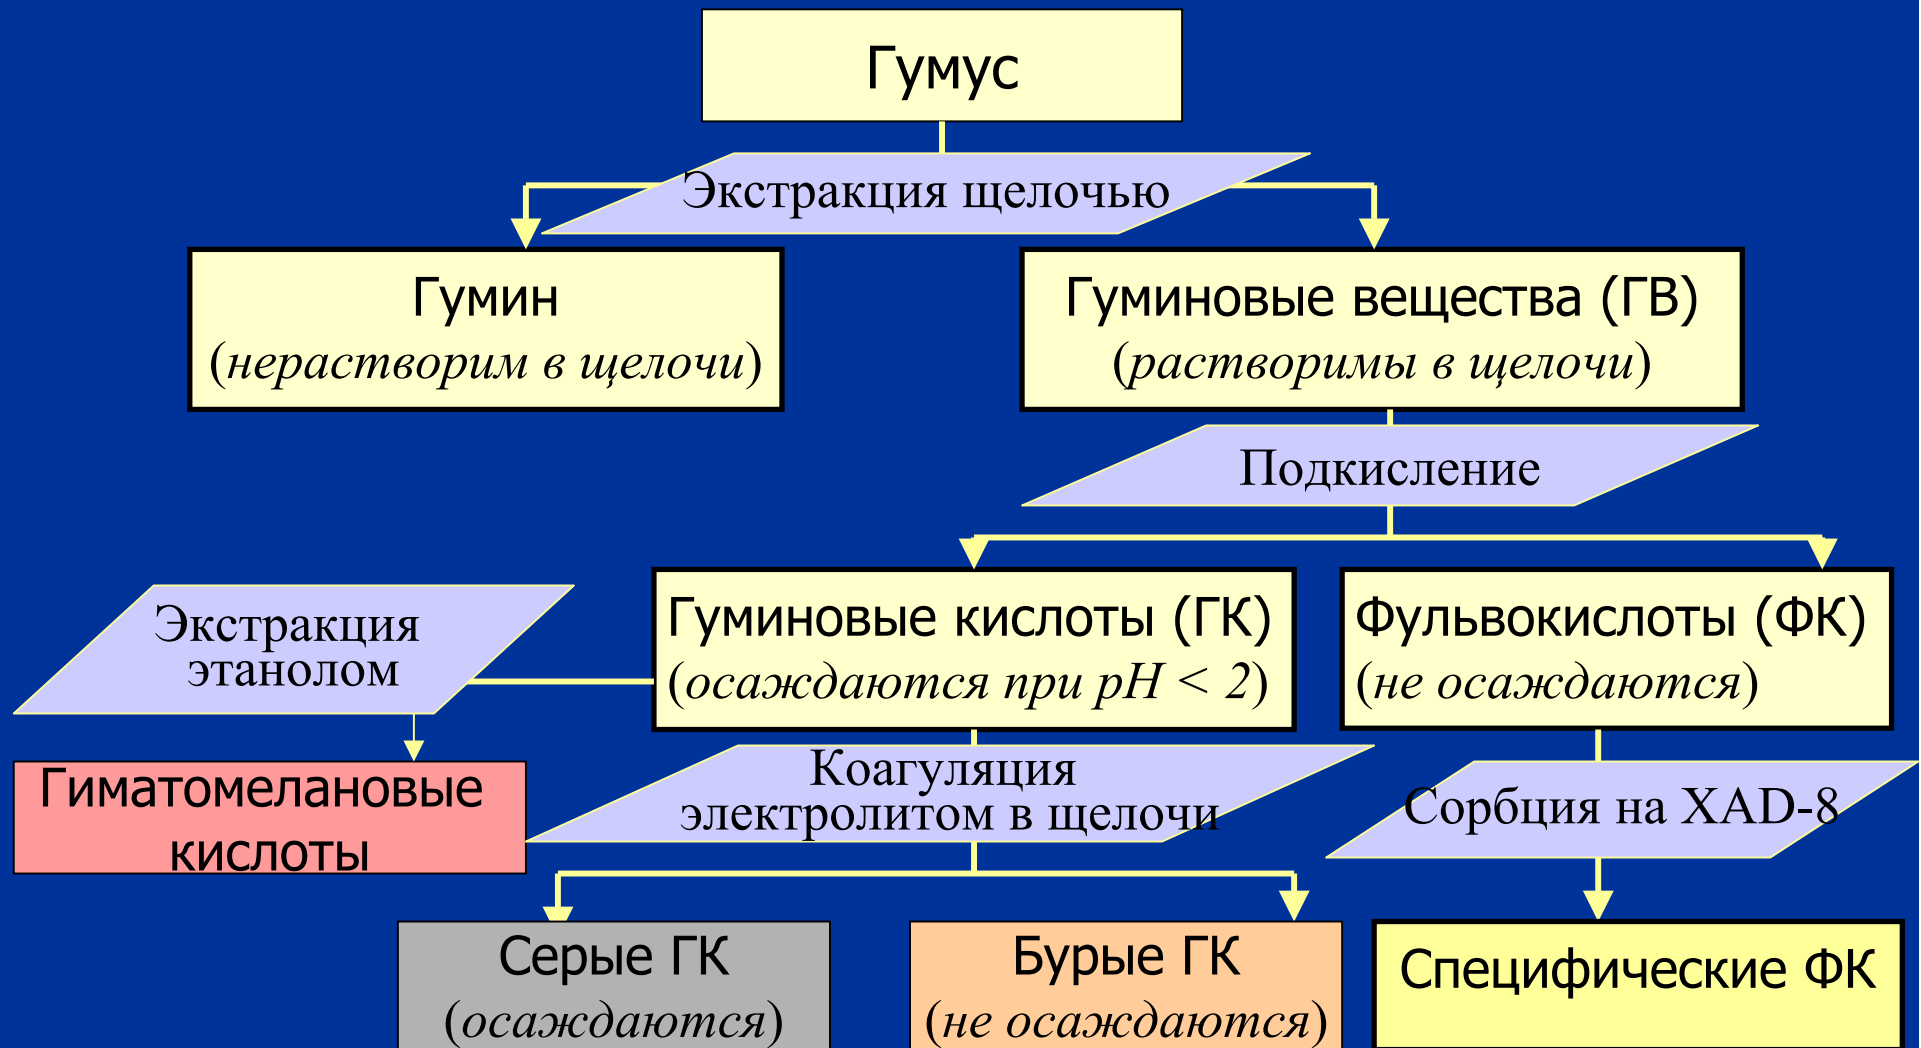 Гумус
Экстракция щелочью
Гумин
(нерастворим в щелочи)
Гуминовые вещества (ГВ)
(растворимы в щелочи)
Подкисление
Экстракция
этанолом
Гуминовые кислоты (ГК)
(осаждаются при pH < 2)
Фульвокислоты (ФК)
(не осаждаются)
Гиматомелановые
кислоты
Коагуляция
электролитом в щелочи
Сорбция на XAD-8
Серые ГК
(осаждаются)
Бурые ГК
(не осаждаются)
Специфические ФК